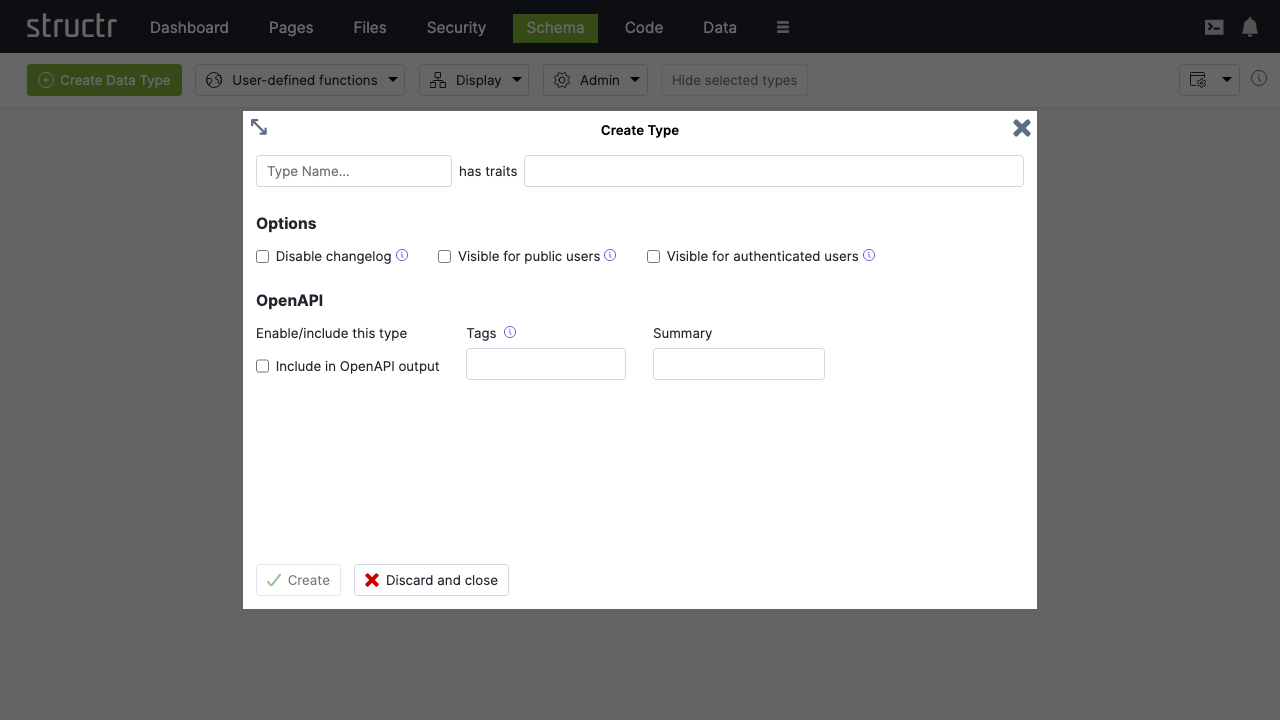 structr Dashboard Pages Files Security Schema Code Data
Create Data Type User-defined functions Display Admin Hide selected types
Create Type
Type Name... has traits
Options
Disable changelog Visible for public users Visible for authenticated users
OpenAPI
Enable/include this type Tags Summary
Include in OpenAPI output
Create Discard and close